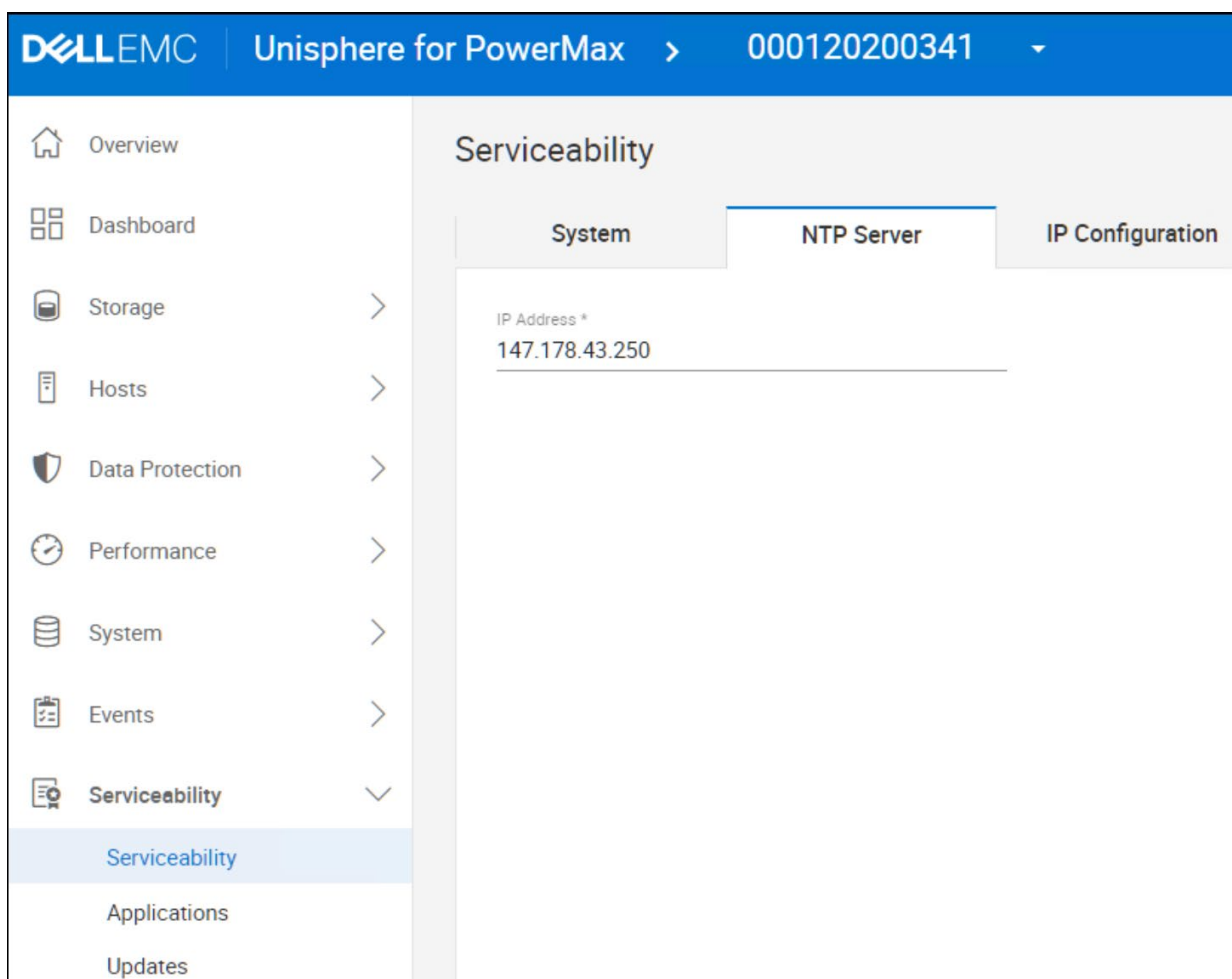 DELLEMC Unisphere for PowerMax > 000120200341
Overview
Dashboard
Storage
Hosts
Data Protection
Performance
System
Events
Serviceability
Serviceability
Applications
Updates
Serviceability
System NTP Server IP Configuration
IP Address *
147.178.43.250